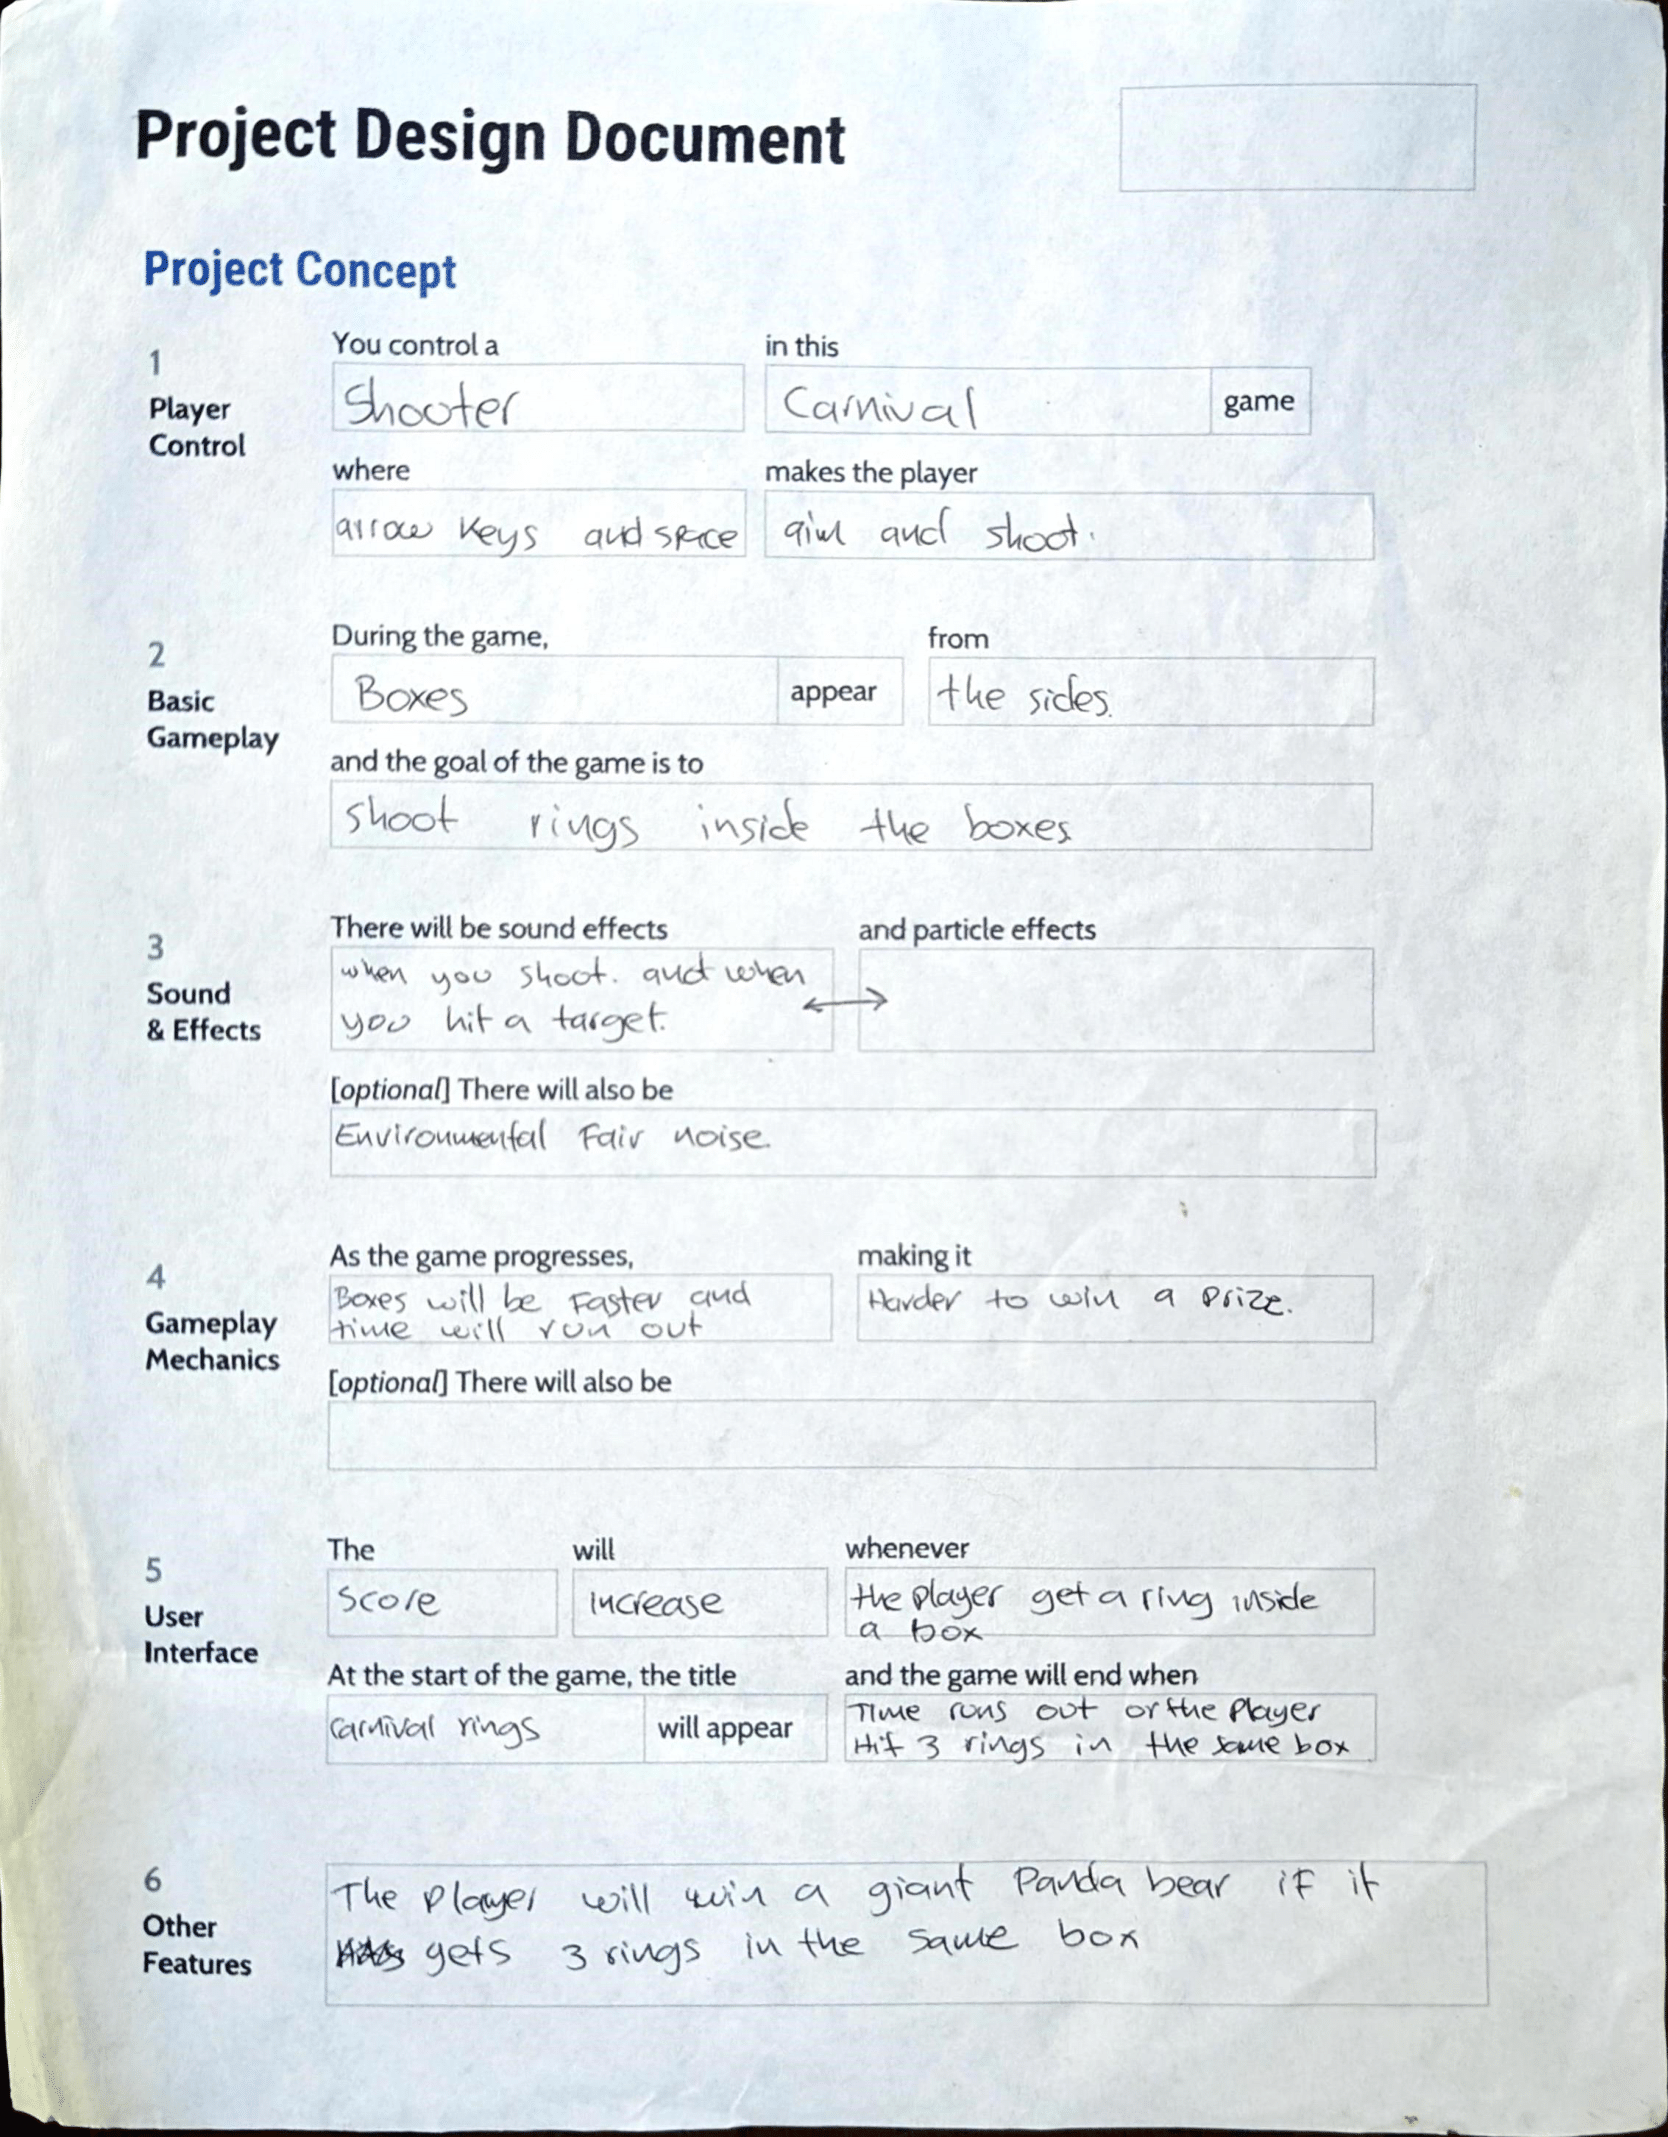 Project Design Document
Project Concept
1
Player
Control
You control a
Shooter
in this
Carnival
game
where
arrow keys and space
makes the player
aim and shoot.
2
Basic
Gameplay
During the game,
Boxes
appear
from
the sides.
and the goal of the game is to
shoot rings inside the boxes
3
Sound
& Effects
There will be sound effects
when you shoot. and when
you hit a target.
and particle effects
[optional] There will also be
Environmental Fair noise.
4
Gameplay
Mechanics
As the game progresses,
Boxes will be Faster and
time will run out
making it
Harder to win a prize.
[optional] There will also be
5
User
Interface
The
Score
will
increase
whenever
the player get a ring inside
a box
At the start of the game, the title
Carnival rings
will appear
and the game will end when
Time runs out or the Player
Hit 3 rings in the same box
6
Other
Features
The player will win a giant Panda bear if it
gets 3 rings in the same box